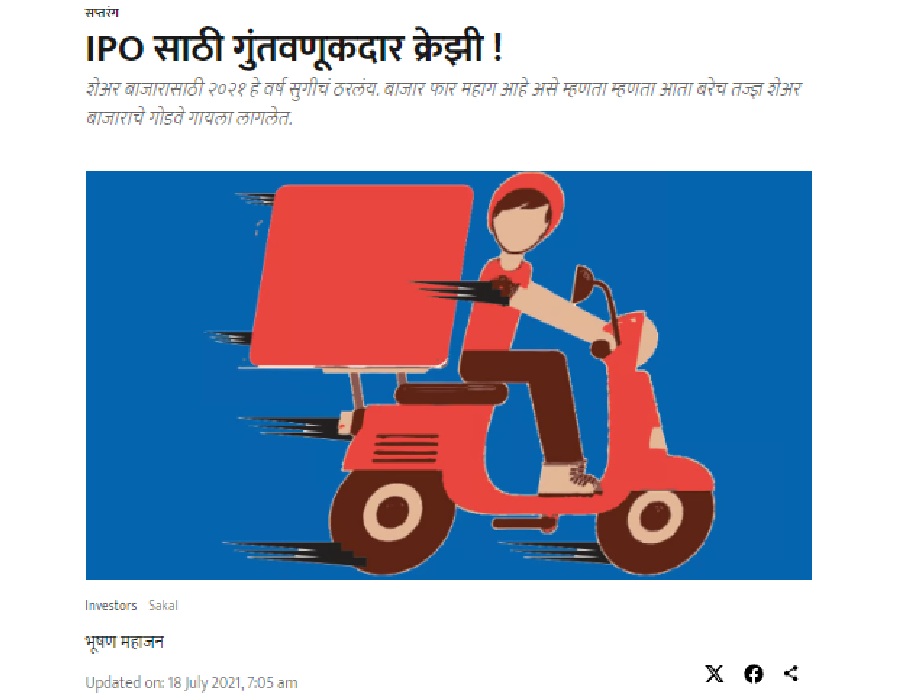 सप्तरंग
IPO साठी गुंतवणूकदार क्रेझी !
शेअर बाजारासाठी २०२१ हे वर्ष सुगीचं ठरलंय. बाजार फार महाग आहे असे म्हणता म्हणता आता बरेच तज्ज्ञ शेअर
बाजाराचे गोडवे गायला लागलेत.
Investors Sakal
भूषण महाजन
Updated on: 18 July 2021, 7:05 am